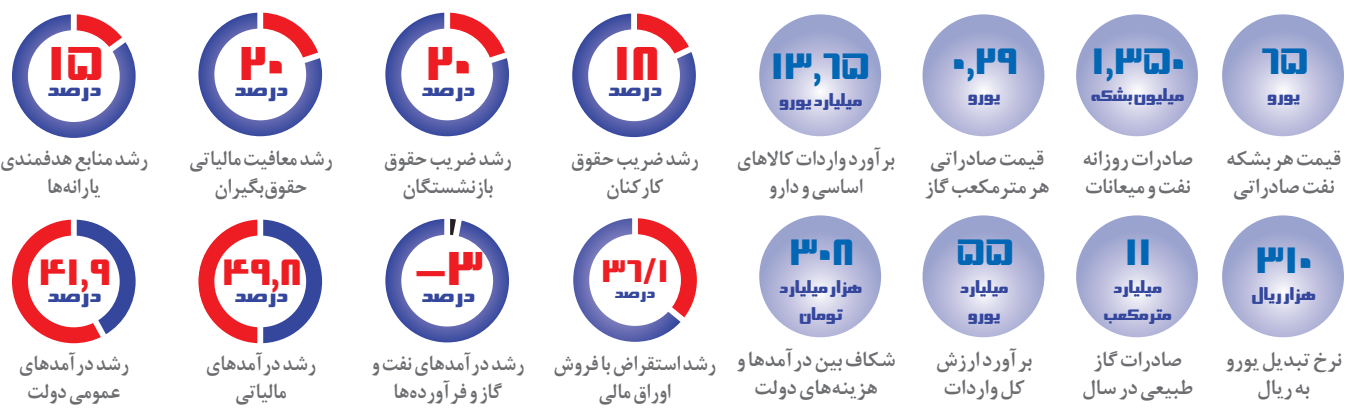 ۶۵
یورو
قیمت هر بشکه
نفت صادراتی
۱,۳۵۰
میلیون بشکه
صادرات روزانه
نفت و میعانات
۰,۲۹
یورو
قیمت صادراتی
هر متر مکعب گاز
۱۳,۶۵
میلیارد یورو
برآورد واردات کالاهای
اساسی و دارو
۱۸
درصد
رشد ضریب حقوق
کارکنان
۲۰
درصد
رشد ضریب حقوق
بازنشستگان
۲۰
درصد
رشد معافیت مالیاتی
حقوق‌بگیران
۱۵
درصد
رشد منابع هدفمندی
یارانه‌ها
۳۱۰
هزار ریال
نرخ تبدیل یورو
به ریال
۱۱
میلیارد
مترمکعب
صادرات گاز
طبیعی در سال
۵۵
میلیارد
یورو
برآورد ارزش
کل واردات
۳۰۸
هزار میلیارد
تومان
شکاف بین درآمدها و
هزینه‌های دولت
۳۶/۱
درصد
رشد استقراض با فروش
اوراق مالی
−۳
درصد
رشد درآمدهای نفت و
گاز و فرآورده‌ها
۴۹,۸
درصد
رشد درآمدهای
مالیاتی
۴۱,۹
درصد
رشد درآمدهای
عمومی دولت